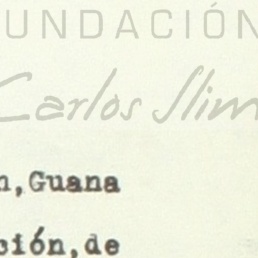 UNDACIÓN
Carlos Slim
n,Guana
ción,de